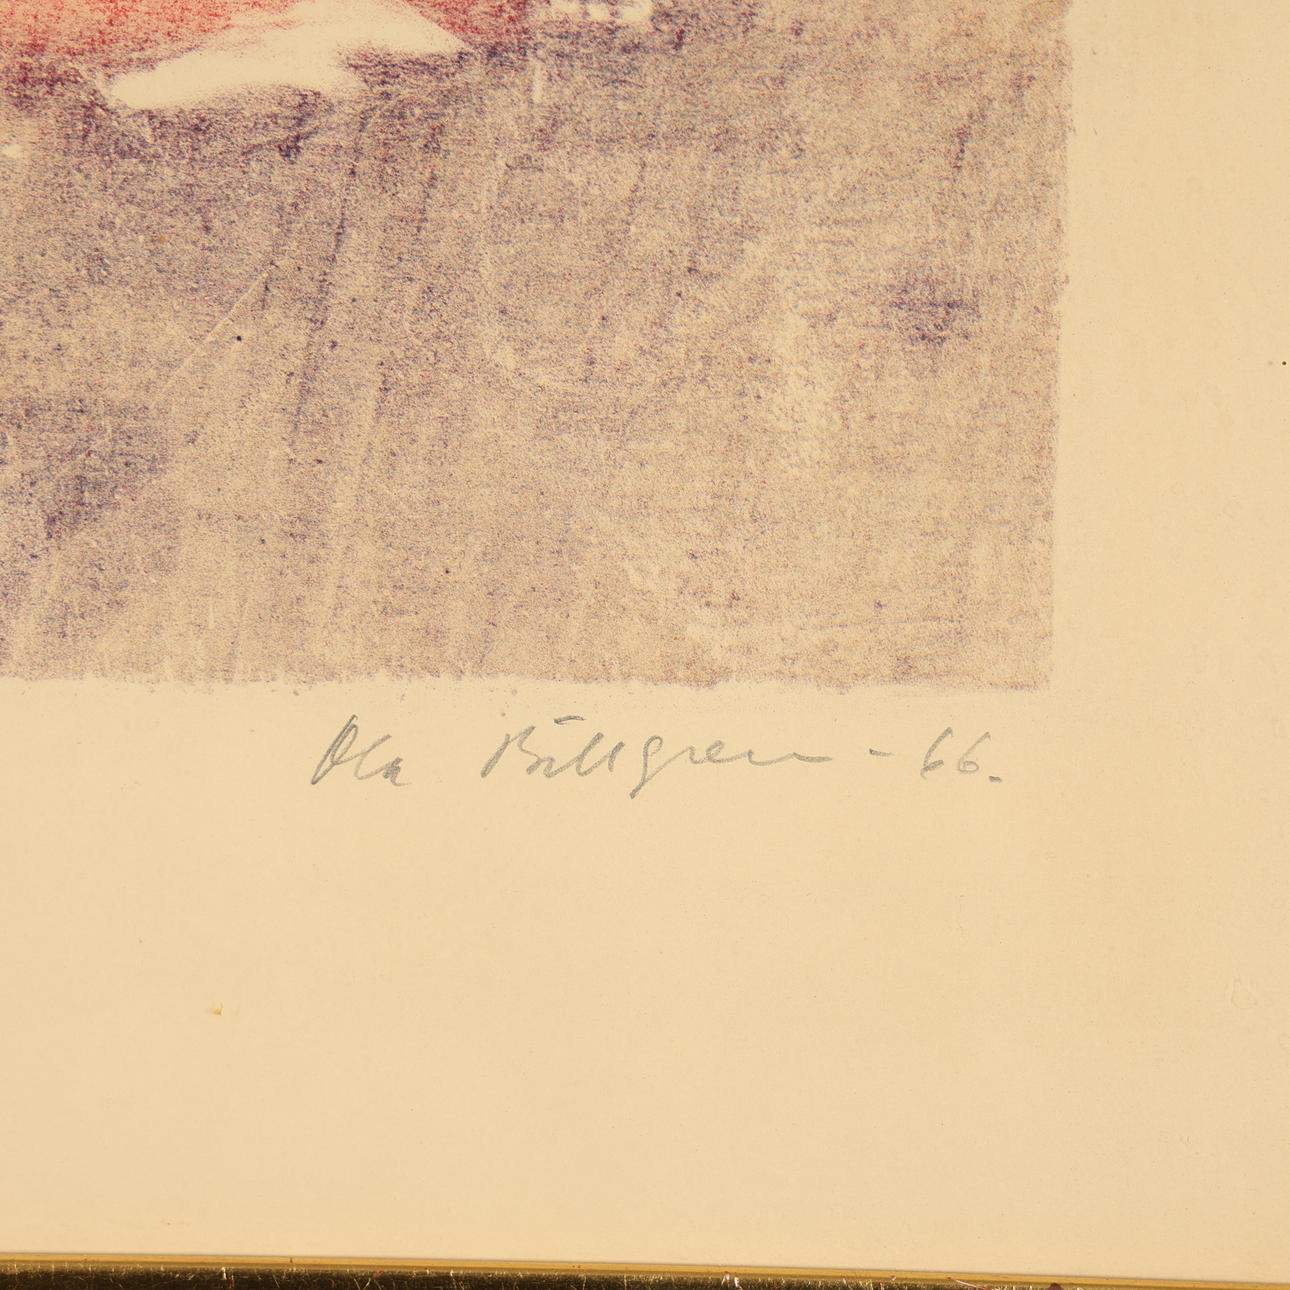 Ola Billgren - 66.